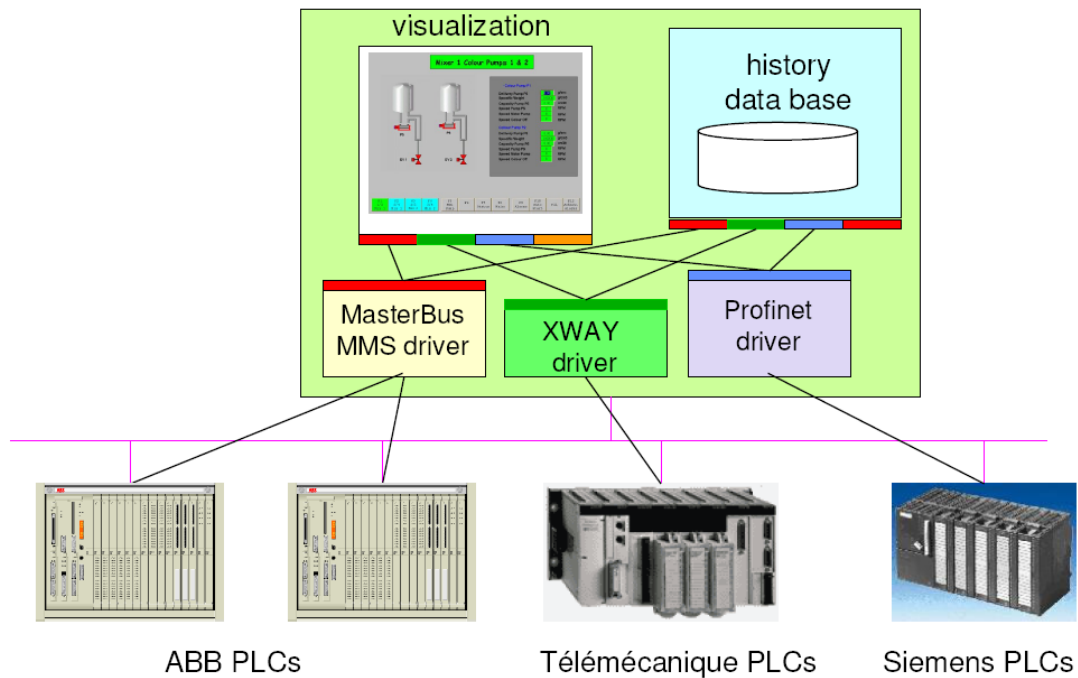 visualization
Mixer 1 Colour Pumps 1 & 2
history
data base
MasterBus
MMS driver
XWAY
driver
Profinet
driver
ABB PLCs
Télémécanique PLCs
Siemens PLCs